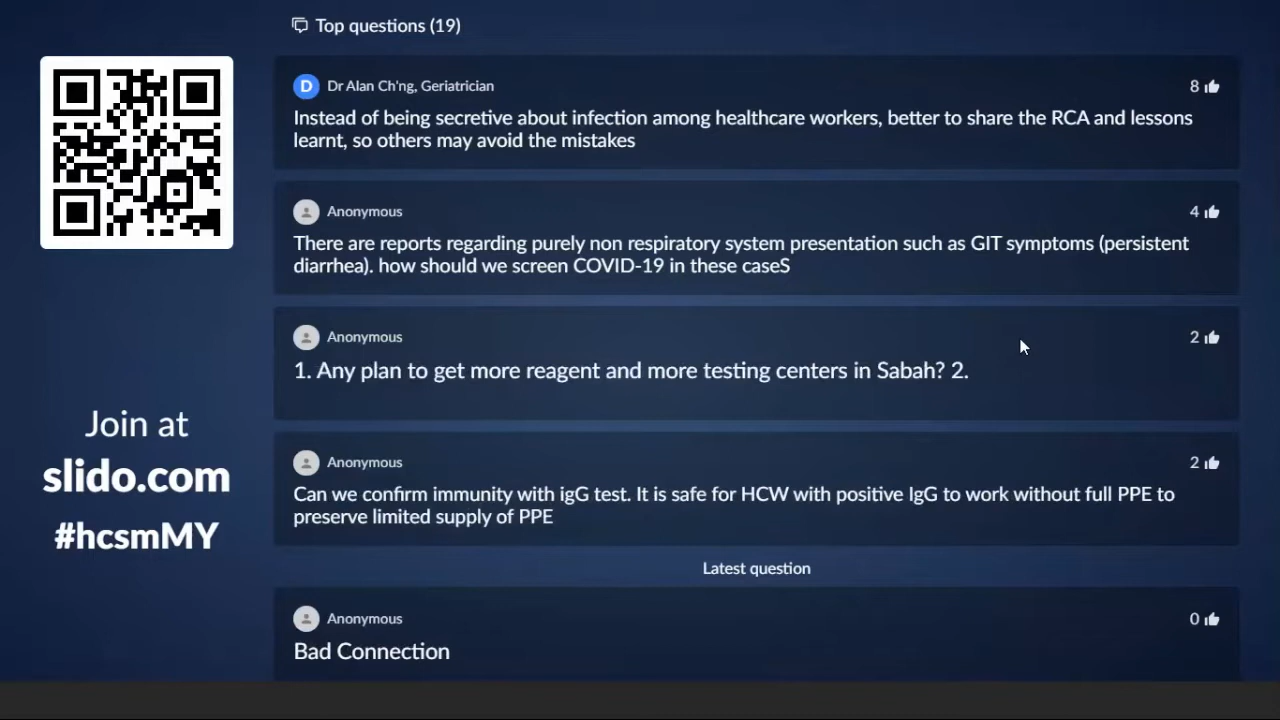 Top questions (19)
D Dr Alan Ch'ng, Geriatrician 8
Instead of being secretive about infection among healthcare workers, better to share the RCA and lessons
learnt, so others may avoid the mistakes
Anonymous 4
There are reports regarding purely non respiratory system presentation such as GIT symptoms (persistent
diarrhea). how should we screen COVID-19 in these caseS
Anonymous 2
1. Any plan to get more reagent and more testing centers in Sabah? 2.
Anonymous 2
Can we confirm immunity with igG test. It is safe for HCW with positive IgG to work without full PPE to
preserve limited supply of PPE
Latest question
Anonymous 0
Bad Connection
Join at
slido.com
#hcsmMY